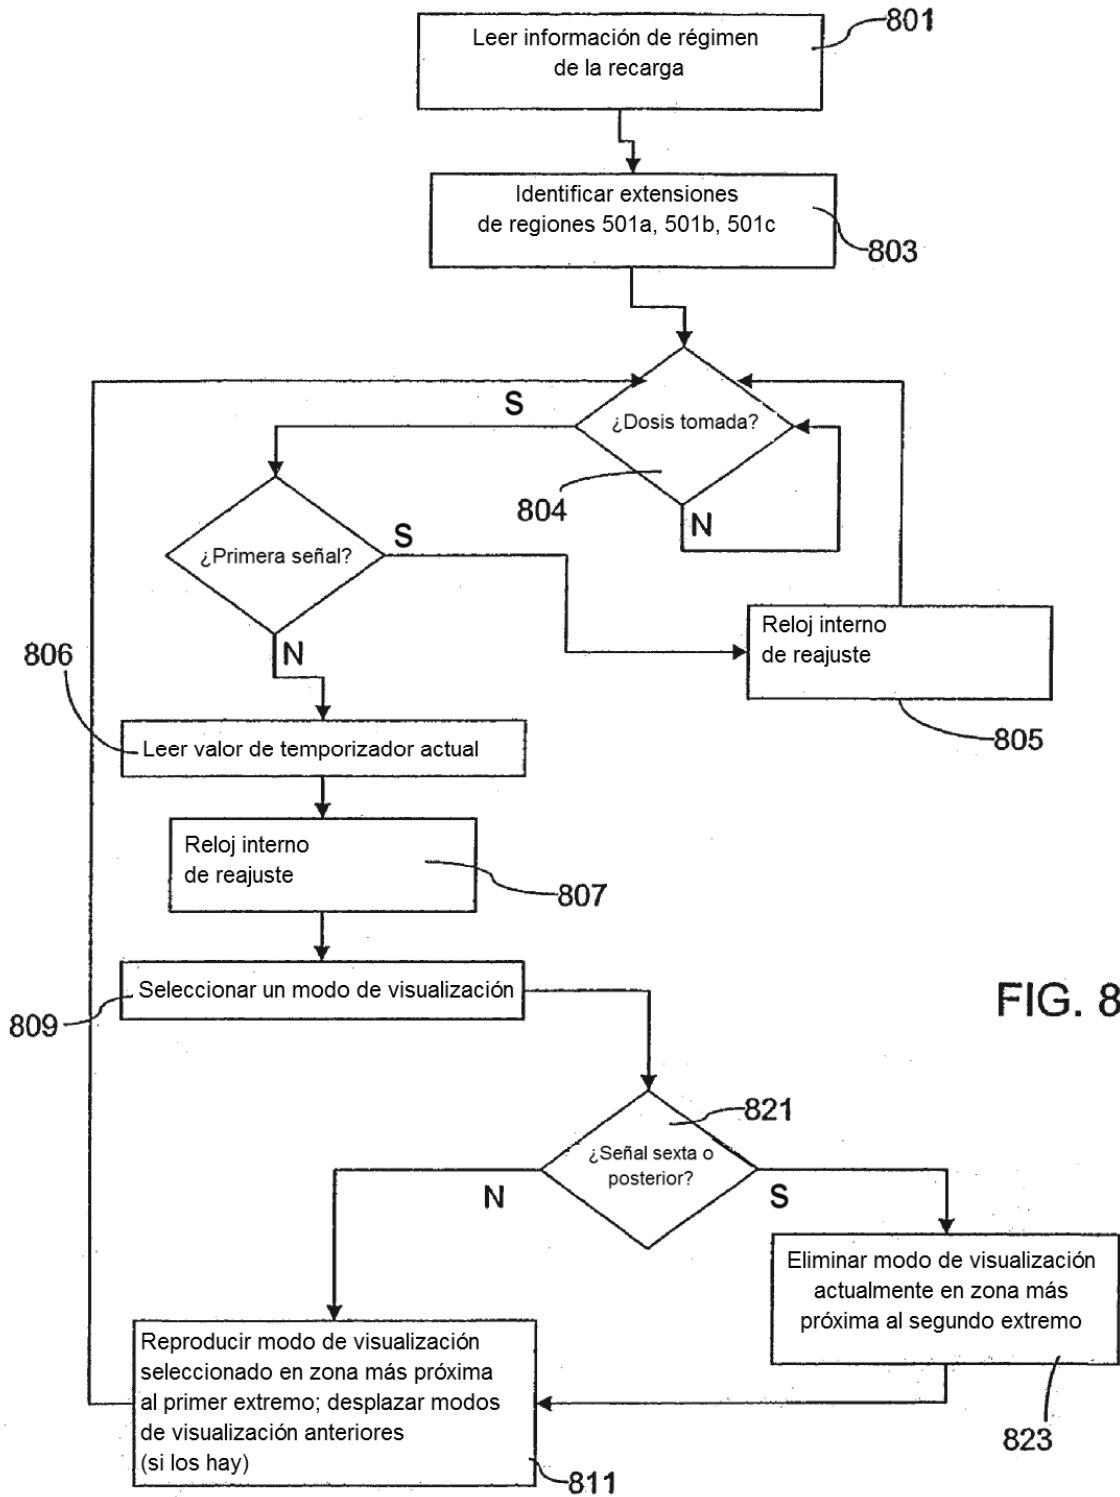 Leer información de régimen
de la recarga
801
Identificar extensiones
de regiones 501a, 501b, 501c
803
¿Dosis tomada?
S
804
N
¿Primera señal?
S
N
Reloj interno
de reajuste
805
806
Leer valor de temporizador actual
Reloj interno
de reajuste
807
Seleccionar un modo de visualización
809
FIG. 8
821
¿Señal sexta o
posterior?
N
S
Eliminar modo de visualización
actualmente en zona más
próxima al segundo extremo
823
Reproducir modo de visualización
seleccionado en zona más próxima
al primer extremo; desplazar modos
de visualización anteriores
(si los hay)
811